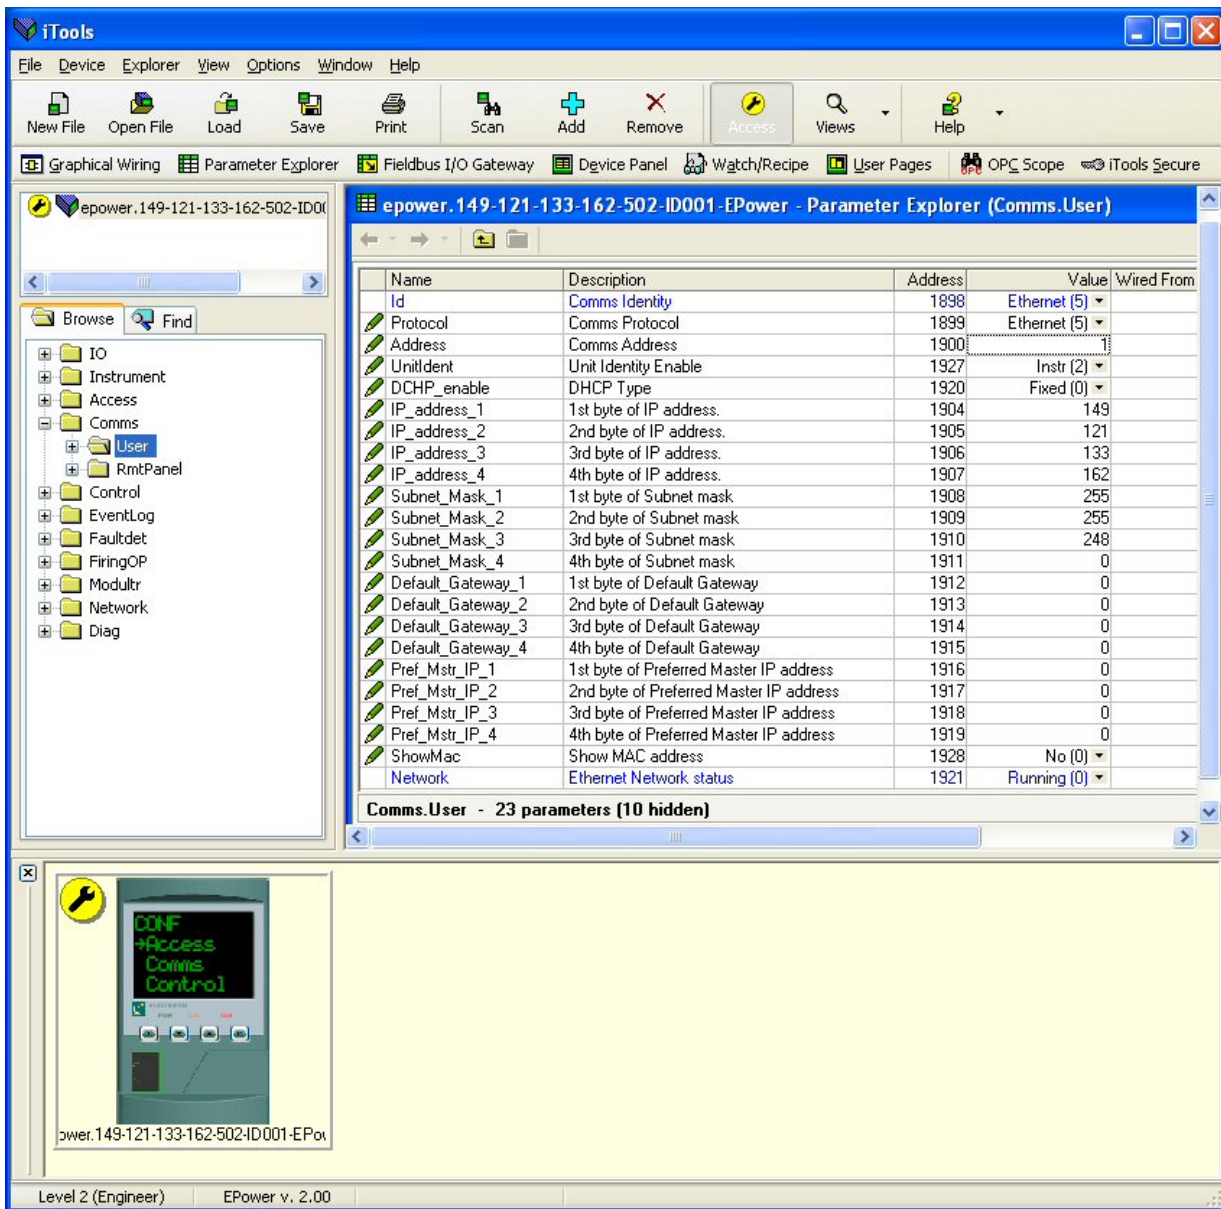 iTools
File Device Explorer View Options Window Help
New File Open File Load Save Print Scan Add Remove Access Views Help
Graphical Wiring Parameter Explorer Fieldbus I/O Gateway Device Panel Watch/Recipe User Pages OPC Scope iTools Secure
epower.149-121-133-162-502-ID00
Browse Find
IO
Instrument
Access
Comms
User
RmtPanel
Control
EventLog
Faultdet
FiringOP
Modultr
Network
Diag
epower.149-121-133-162-502-ID001-EPower - Parameter Explorer (Comms.User)
Name Description Address Value Wired From
Id Comms Identity 1898 Ethernet (5)
Protocol Comms Protocol 1899 Ethernet (5)
Address Comms Address 1900 1
UnitIdent Unit Identity Enable 1927 Instr (2)
DCHP_enable DHCP Type 1920 Fixed (0)
IP_address_1 1st byte of IP address. 1904 149
IP_address_2 2nd byte of IP address. 1905 121
IP_address_3 3rd byte of IP address. 1906 133
IP_address_4 4th byte of IP address. 1907 162
Subnet_Mask_1 1st byte of Subnet mask 1908 255
Subnet_Mask_2 2nd byte of Subnet mask 1909 255
Subnet_Mask_3 3rd byte of Subnet mask 1910 248
Subnet_Mask_4 4th byte of Subnet mask 1911 0
Default_Gateway_1 1st byte of Default Gateway 1912 0
Default_Gateway_2 2nd byte of Default Gateway 1913 0
Default_Gateway_3 3rd byte of Default Gateway 1914 0
Default_Gateway_4 4th byte of Default Gateway 1915 0
Pref_Mstr_IP_1 1st byte of Preferred Master IP address 1916 0
Pref_Mstr_IP_2 2nd byte of Preferred Master IP address 1917 0
Pref_Mstr_IP_3 3rd byte of Preferred Master IP address 1918 0
Pref_Mstr_IP_4 4th byte of Preferred Master IP address 1919 0
ShowMac Show MAC address 1928 No (0)
Network Ethernet Network status 1921 Running (0)
Comms.User - 23 parameters (10 hidden)
CONF
→Access
Comms
Control
ower.149-121-133-162-502-ID001-EPow
Level 2 (Engineer) EPower v. 2.00